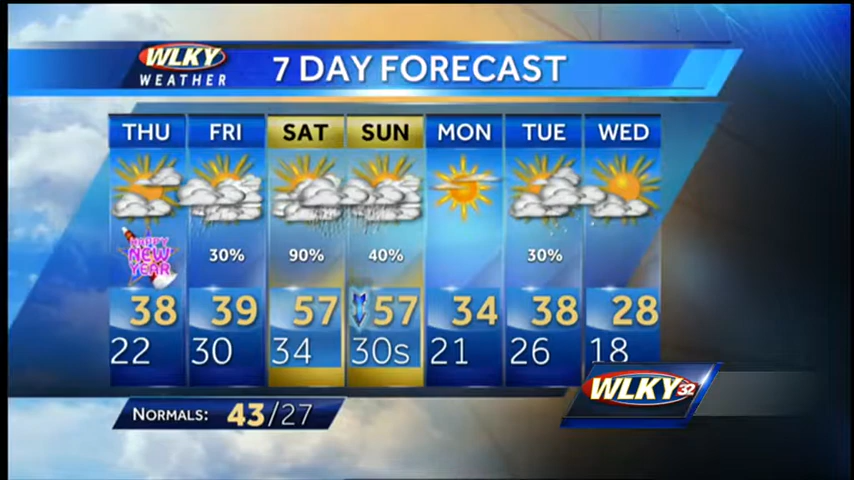 WLKY
WEATHER
7 DAY FORECAST
THU FRI SAT SUN MON TUE WED
HAPPY
NEW
YEAR
30% 90% 40% 30%
38 39 57 57 34 38 28
22 30 34 30s 21 26 18
WLKY 32
NORMALS: 43/27